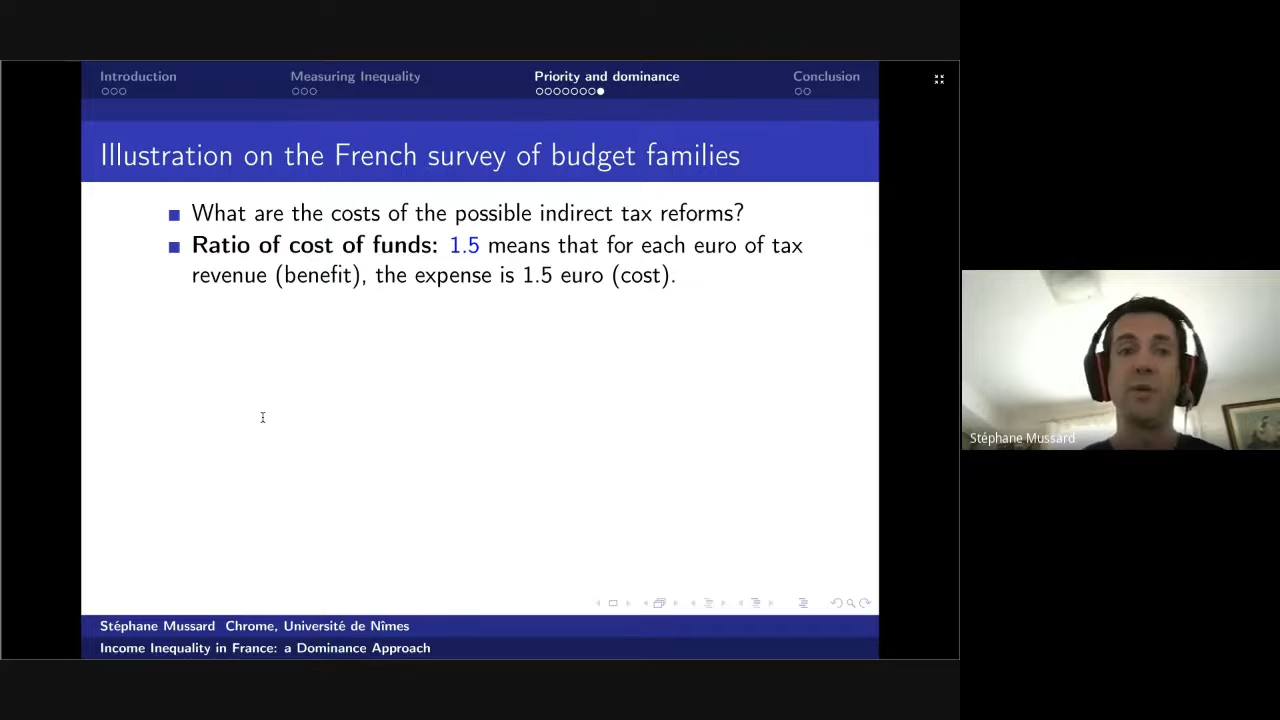 Introduction
Measuring Inequality
Priority and dominance
Conclusion
Illustration on the French survey of budget families
What are the costs of the possible indirect tax reforms?
Ratio of cost of funds: 1.5 means that for each euro of tax
revenue (benefit), the expense is 1.5 euro (cost).
Stéphane Mussard
Stéphane Mussard Chrome, Université de Nîmes
Income Inequality in France: a Dominance Approach